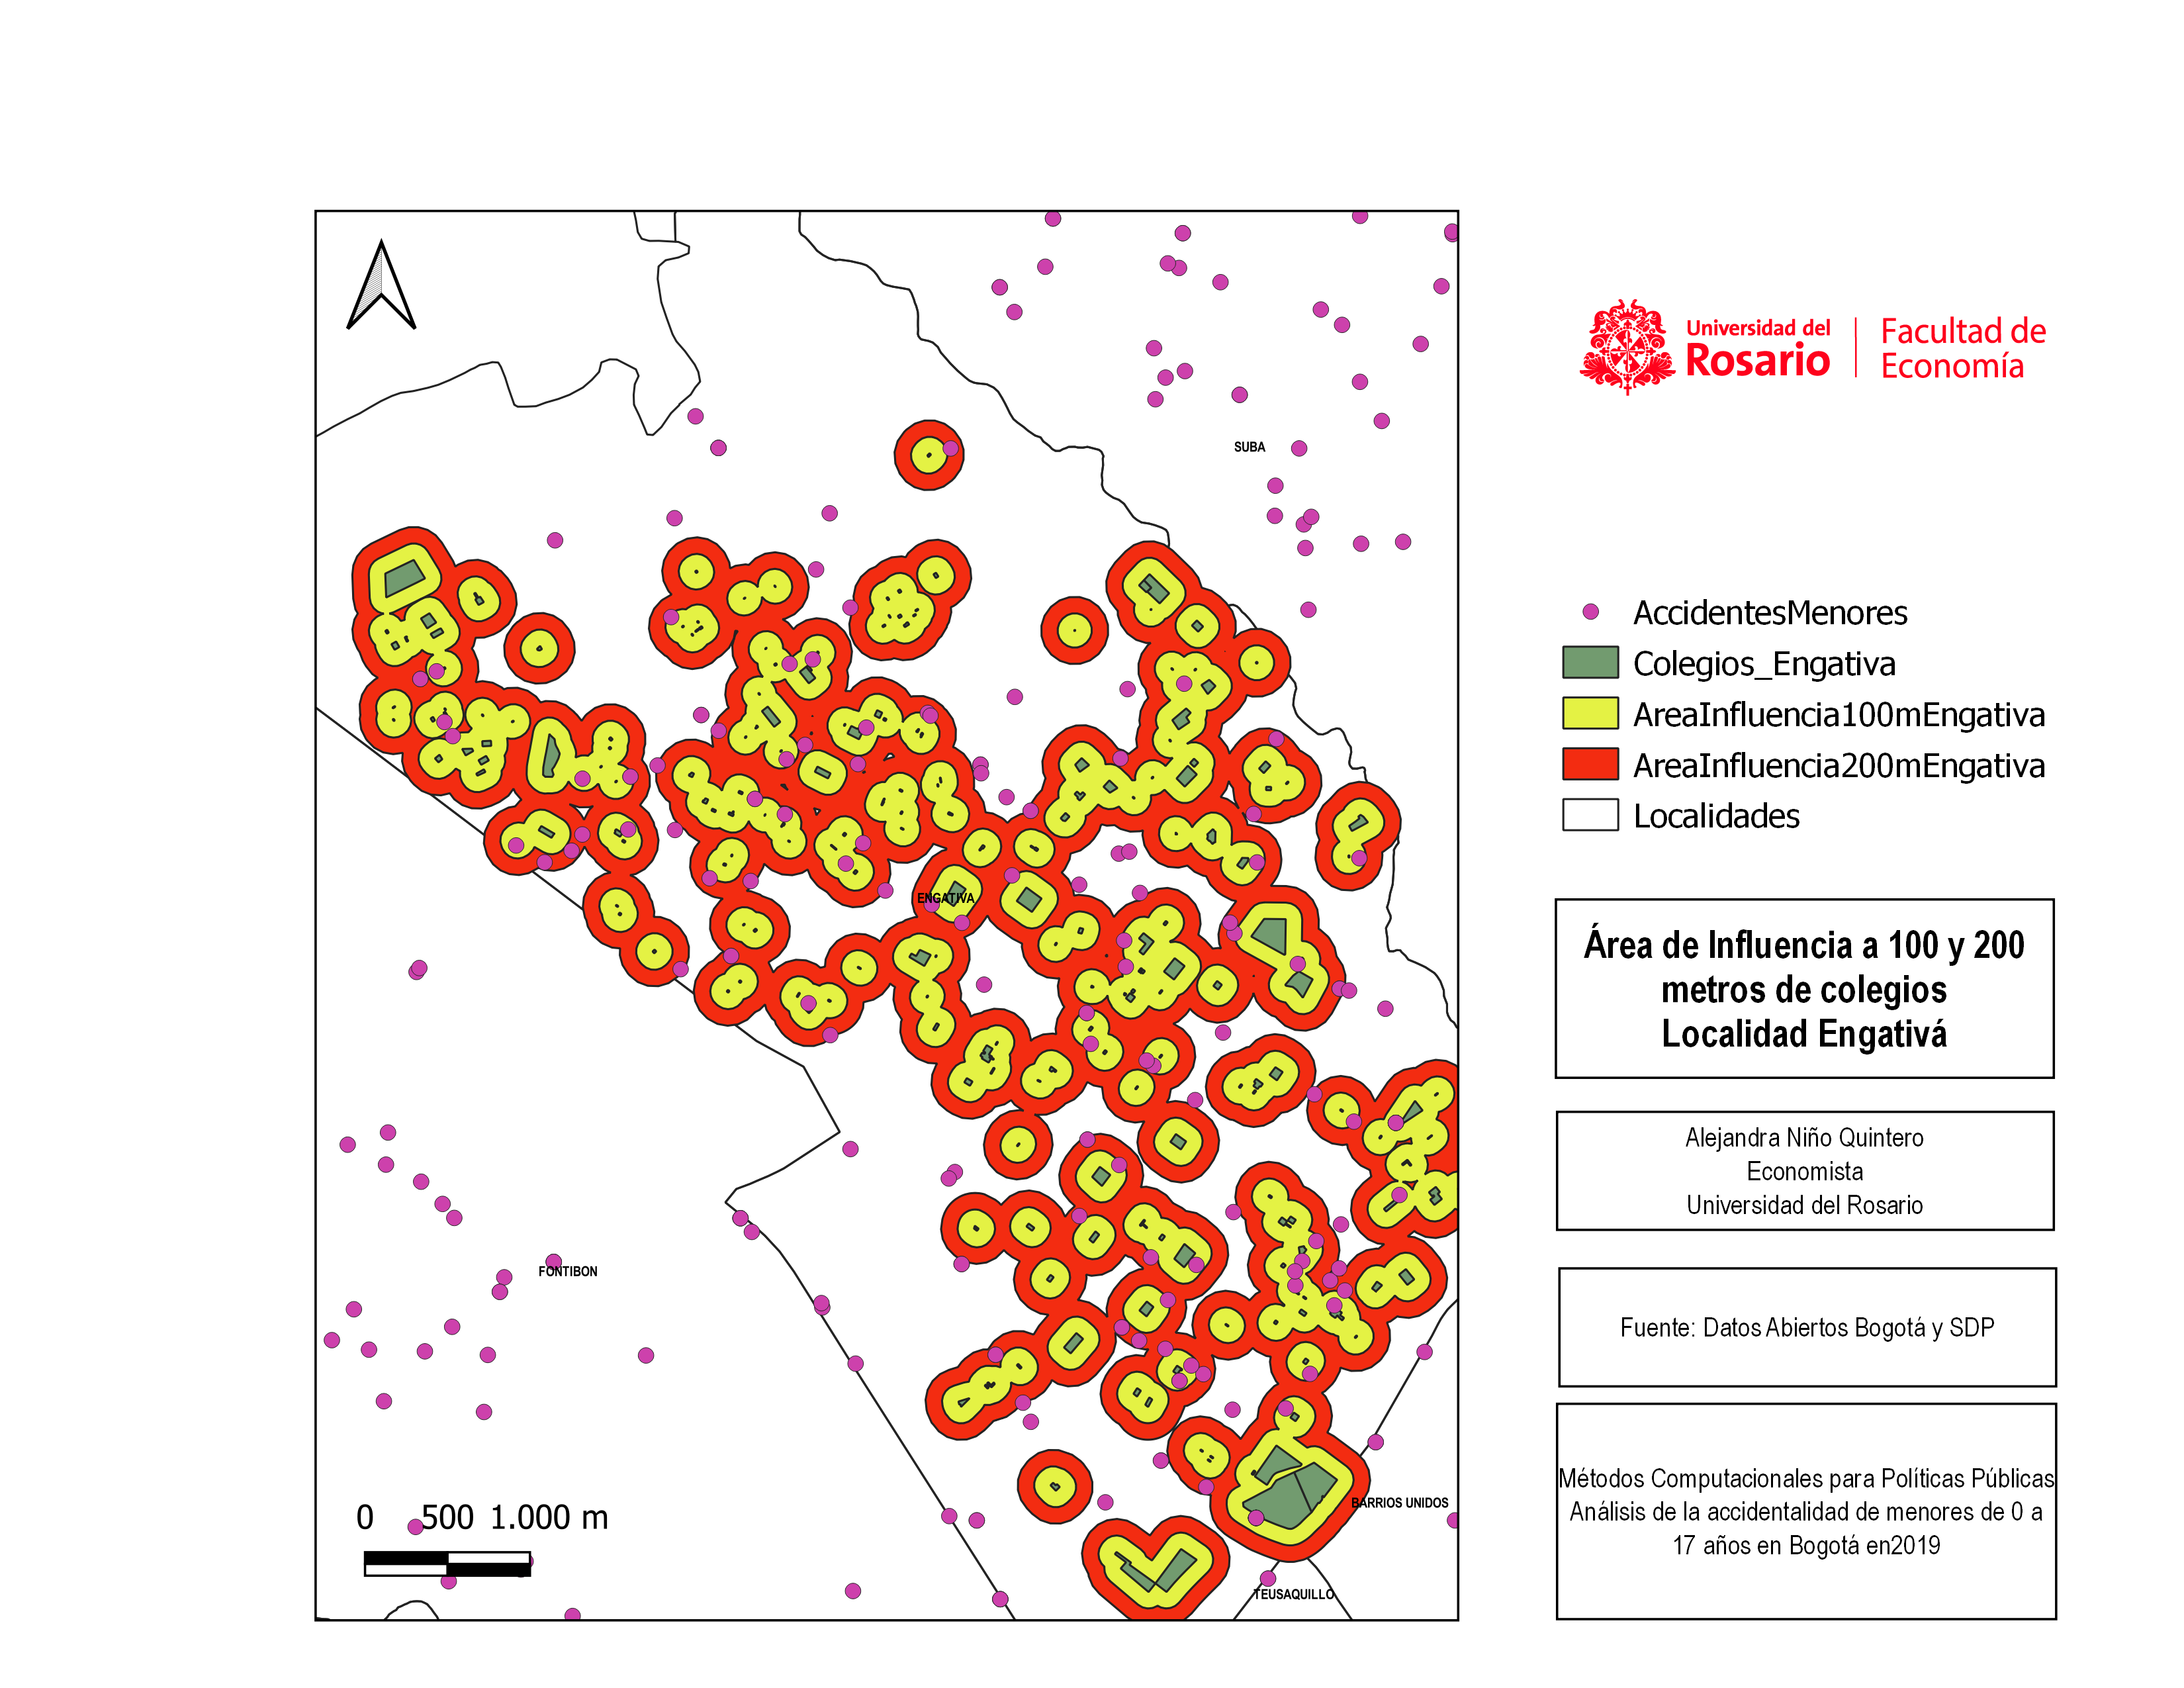 Universidad del
Rosario
Facultad de
Economía
SUBA
AccidentesMenores
Colegios_Engativa
AreaInfluencia100mEngativa
AreaInfluencia200mEngativa
Localidades
ENGATIVA
Área de Influencia a 100 y 200
metros de colegios
Localidad Engativá
Alejandra Niño Quintero
Economista
Universidad del Rosario
FONTIBON
Fuente: Datos Abiertos Bogotá y SDP
BARRIOS UNIDOS
Métodos Computacionales para Políticas Públicas
Análisis de la accidentalidad de menores de 0 a
17 años en Bogotá en2019
0 500 1.000 m
TEUSAQUILLO